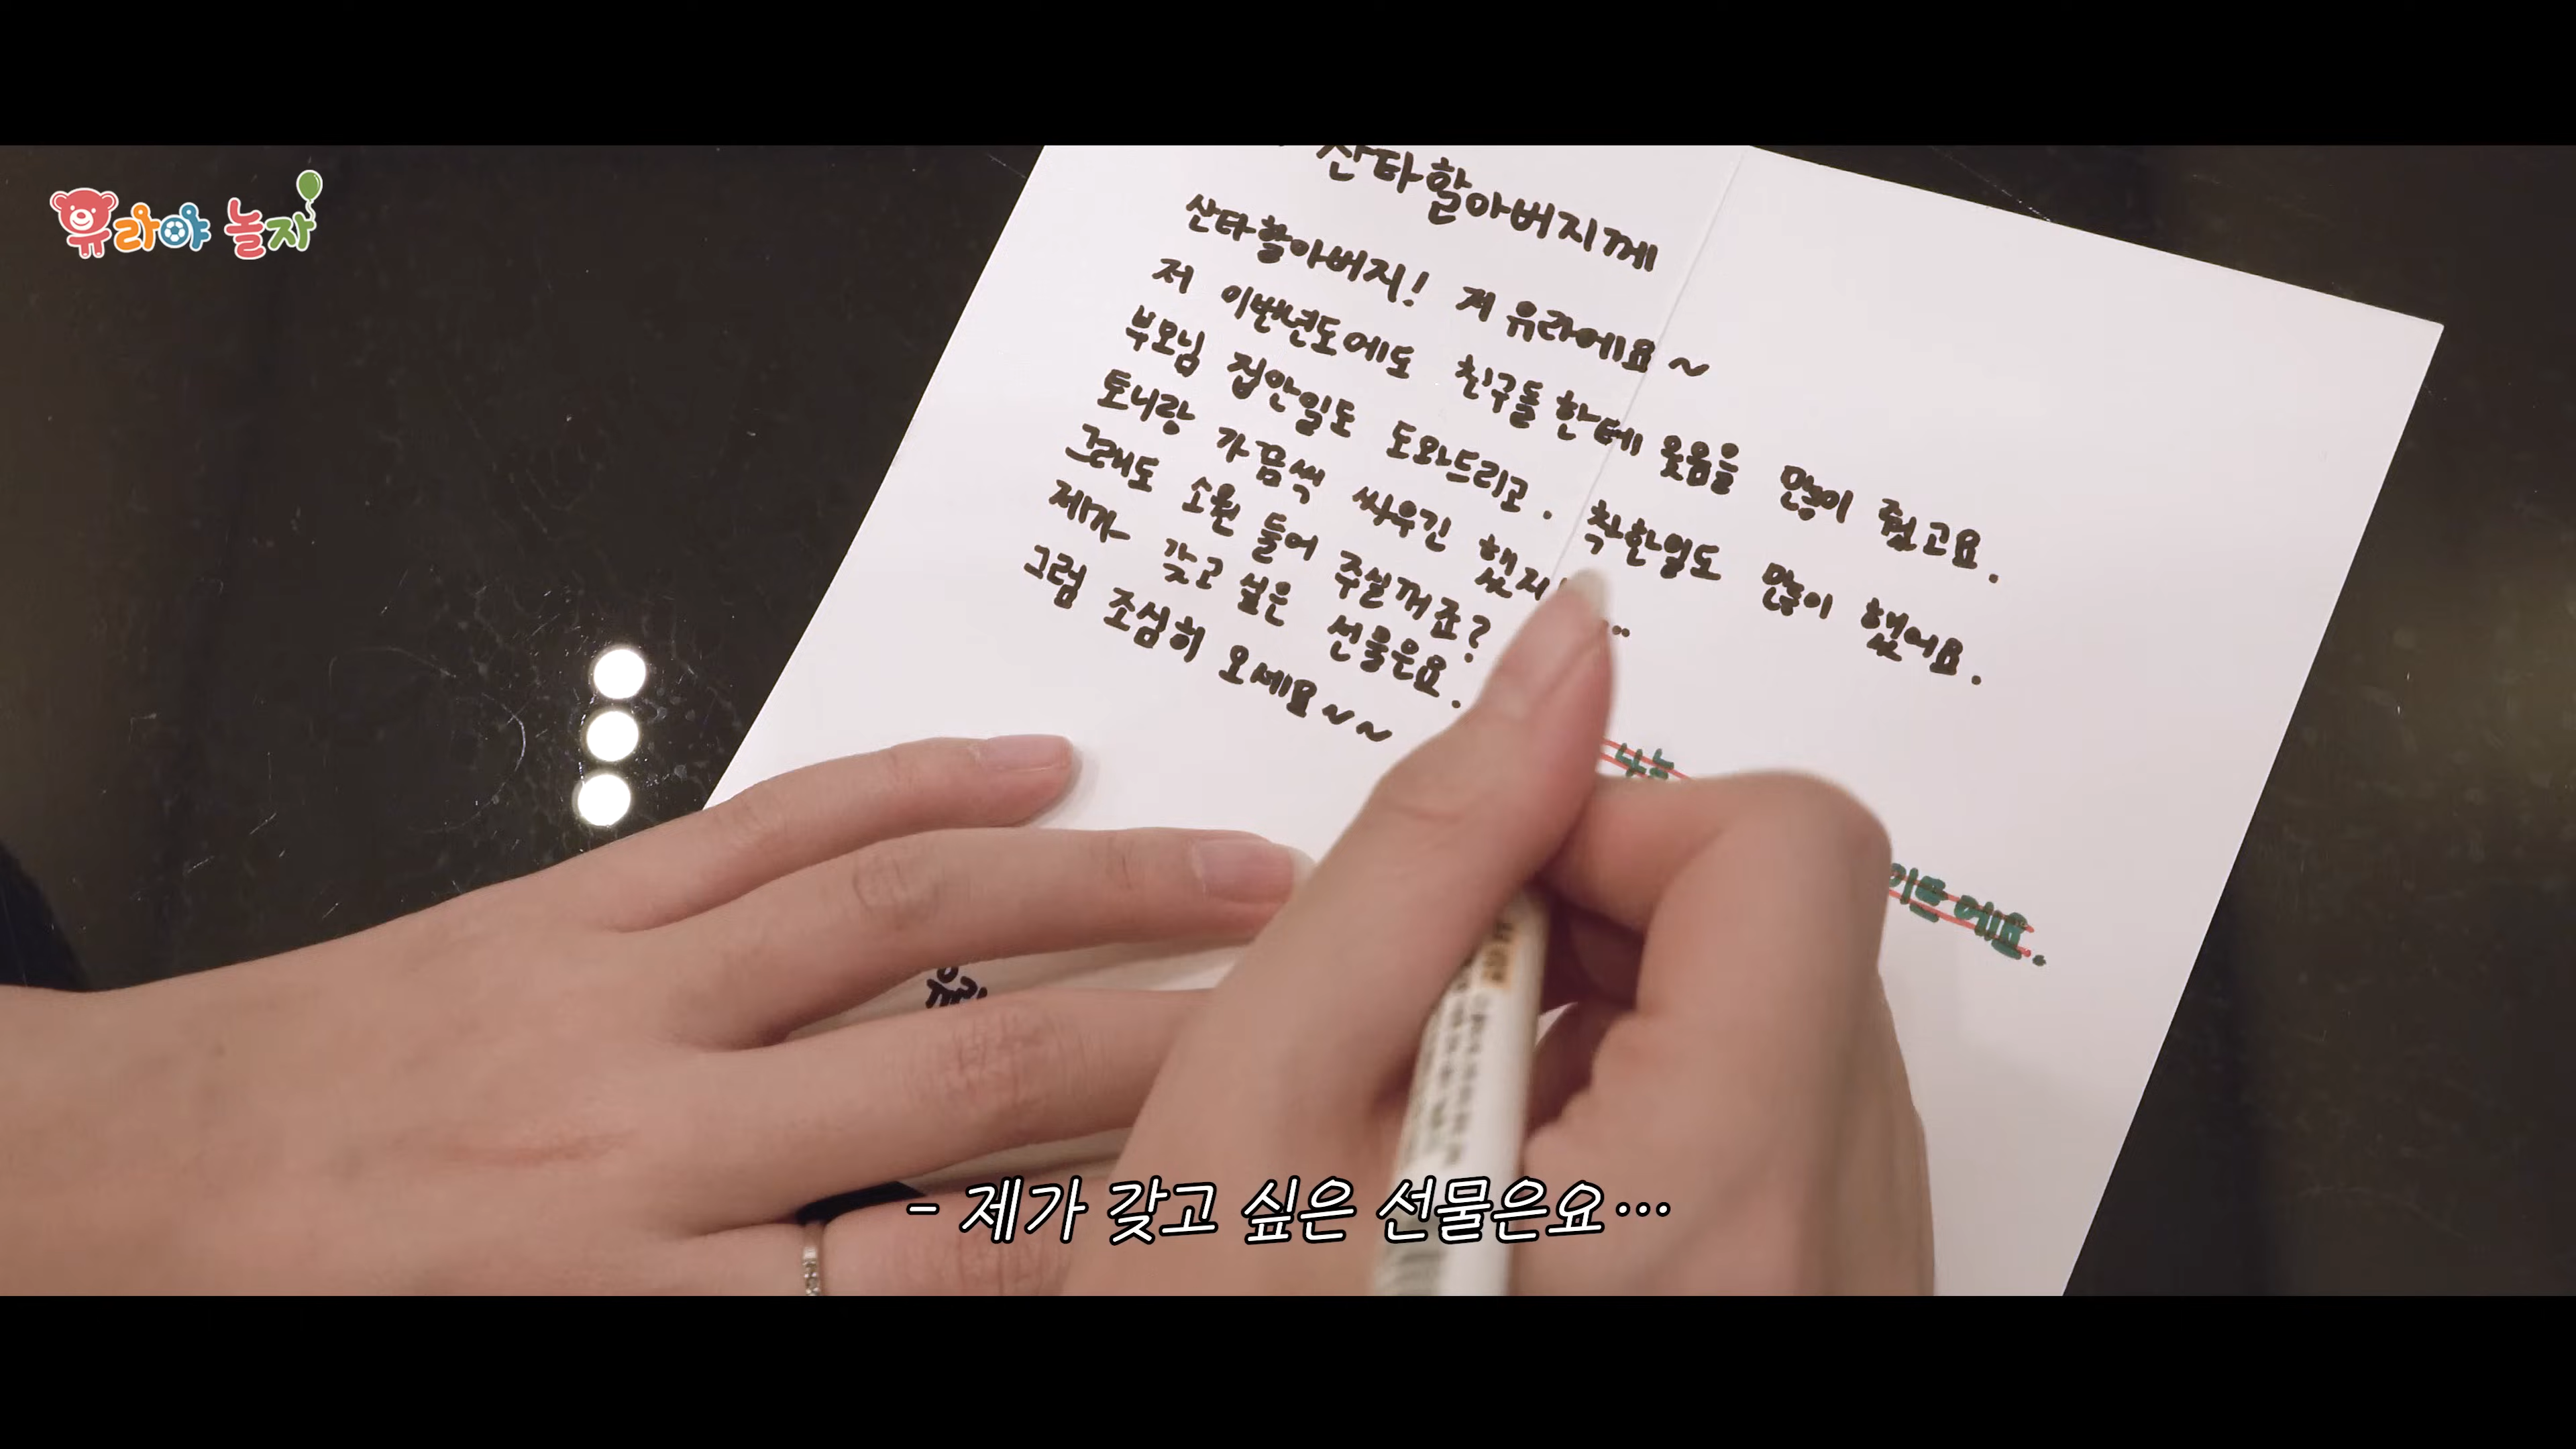 유라야 놀자
산타할아버지께
산타할아버지! 저 유라에요~
저 이번년도에도 친구들한테 웃음을 많이 줬고요.
부모님 집안일도 도와드리고. 착한일도 많이 했어요.
토니랑 가끔씩 싸우긴 했지 ...
그래도 소원 들어 주실꺼죠?
제가 갖고 싶은 선물은요.
그럼 조심히 오세요~~
나는
에요.
- 제가 갖고 싶은 선물은요…